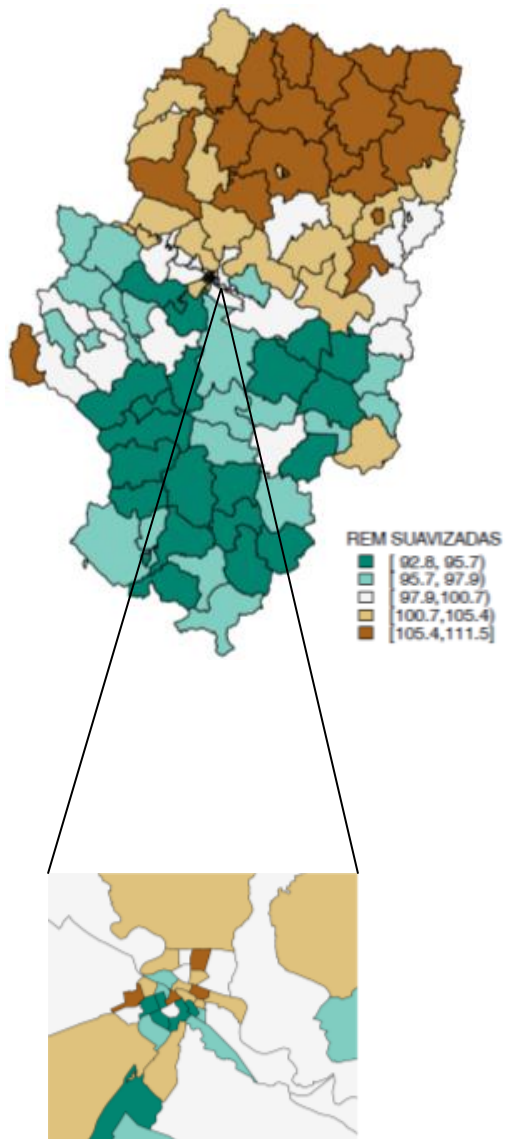 REM SUAVIZADAS
[ 92.8, 95.7)
[ 95.7, 97.9)
[ 97.9,100.7)
[100.7,105.4)
[105.4,111.5]